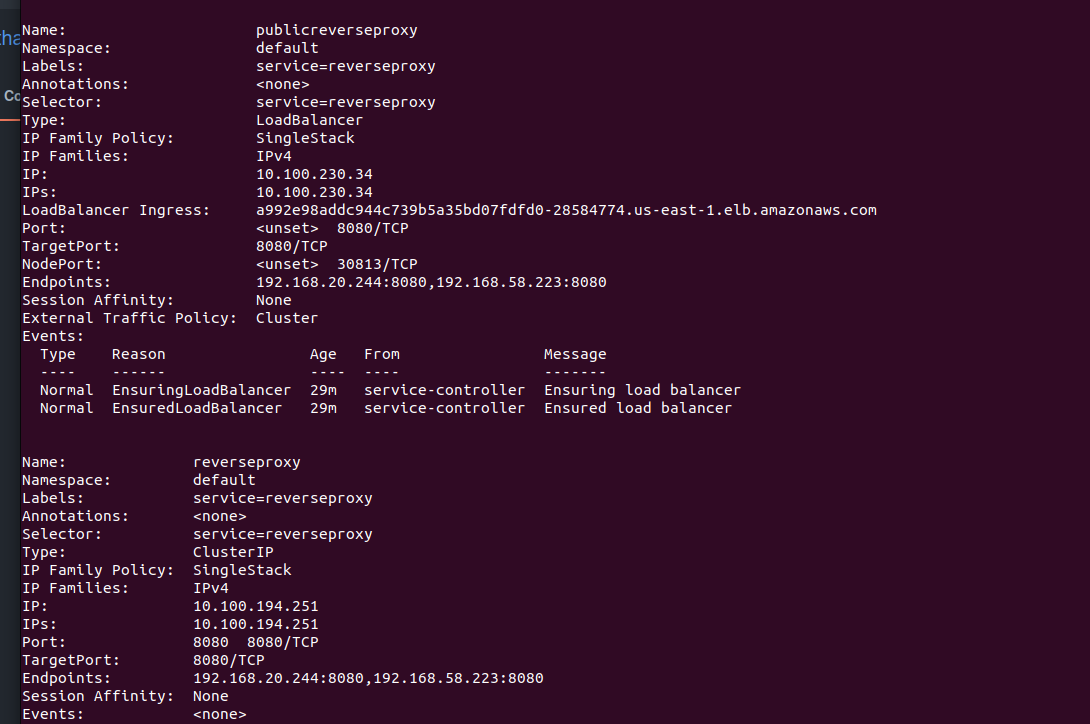 tha
Co
Name:                     publicreverseproxy
Namespace:                default
Labels:                   service=reverseproxy
Annotations:              <none>
Selector:                 service=reverseproxy
Type:                     LoadBalancer
IP Family Policy:         SingleStack
IP Families:              IPv4
IP:                       10.100.230.34
IPs:                      10.100.230.34
LoadBalancer Ingress:     a992e98addc944c739b5a35bd07fdfd0-28584774.us-east-1.elb.amazonaws.com
Port:                     <unset>  8080/TCP
TargetPort:               8080/TCP
NodePort:                 <unset>  30813/TCP
Endpoints:                192.168.20.244:8080,192.168.58.223:8080
Session Affinity:         None
External Traffic Policy:  Cluster
Events:
  Type    Reason                Age   From                Message
  ----    ------                ----  ----                -------
  Normal  EnsuringLoadBalancer  29m   service-controller  Ensuring load balancer
  Normal  EnsuredLoadBalancer   29m   service-controller  Ensured load balancer
Name:              reverseproxy
Namespace:         default
Labels:            service=reverseproxy
Annotations:       <none>
Selector:          service=reverseproxy
Type:              ClusterIP
IP Family Policy:  SingleStack
IP Families:       IPv4
IP:                10.100.194.251
IPs:               10.100.194.251
Port:              8080  8080/TCP
TargetPort:        8080/TCP
Endpoints:         192.168.20.244:8080,192.168.58.223:8080
Session Affinity:  None
Events:            <none>